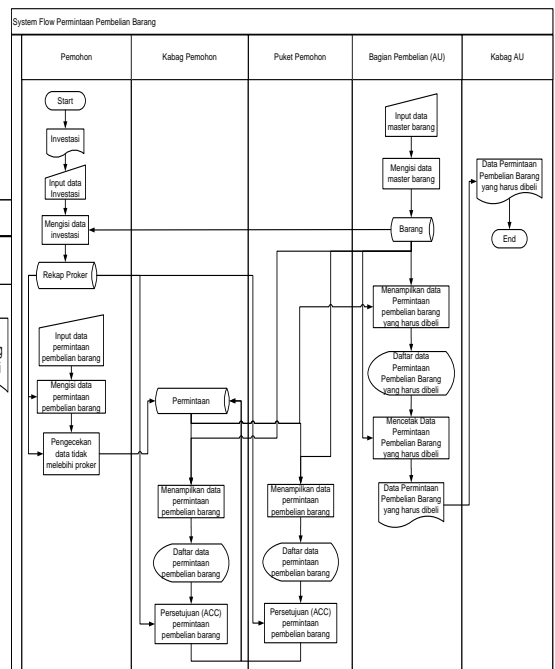 System Flow Permintaan Pembelian Barang
Pemohon
Kabag Pemohon
Puket Pemohon
Bagian Pembelian (AU)
Kabag AU
Start
Investasi
Input data
Investasi
Mengisi data
investasi
Rekap Proker
Input data
permintaan
pembelian barang
Mengisi data
permintaan
pembelian barang
Pengecekan
data tidak
melebihi proker
Permintaan
Menampilkan data
permintaan
pembelian barang
Daftar data
permintaan
pembelian barang
Persetujuan (ACC)
permintaan
pembelian barang
Menampilkan data
permintaan
pembelian barang
Daftar data
permintaan
pembelian barang
Persetujuan (ACC)
permintaan
pembelian barang
Input data
master barang
Mengisi data
master barang
Barang
Menampilkan data
Permintaan
pembelian barang
yang harus dibeli
Daftar data
Permintaan
Pembelian Barang
yang harus dibeli
Mencetak Data
Permintaan
Pembelian Barang
yang harus dibeli
Data Permintaan
Pembelian Barang
yang harus dibeli
Data Permintaan
Pembelian Barang
yang harus dibeli
End